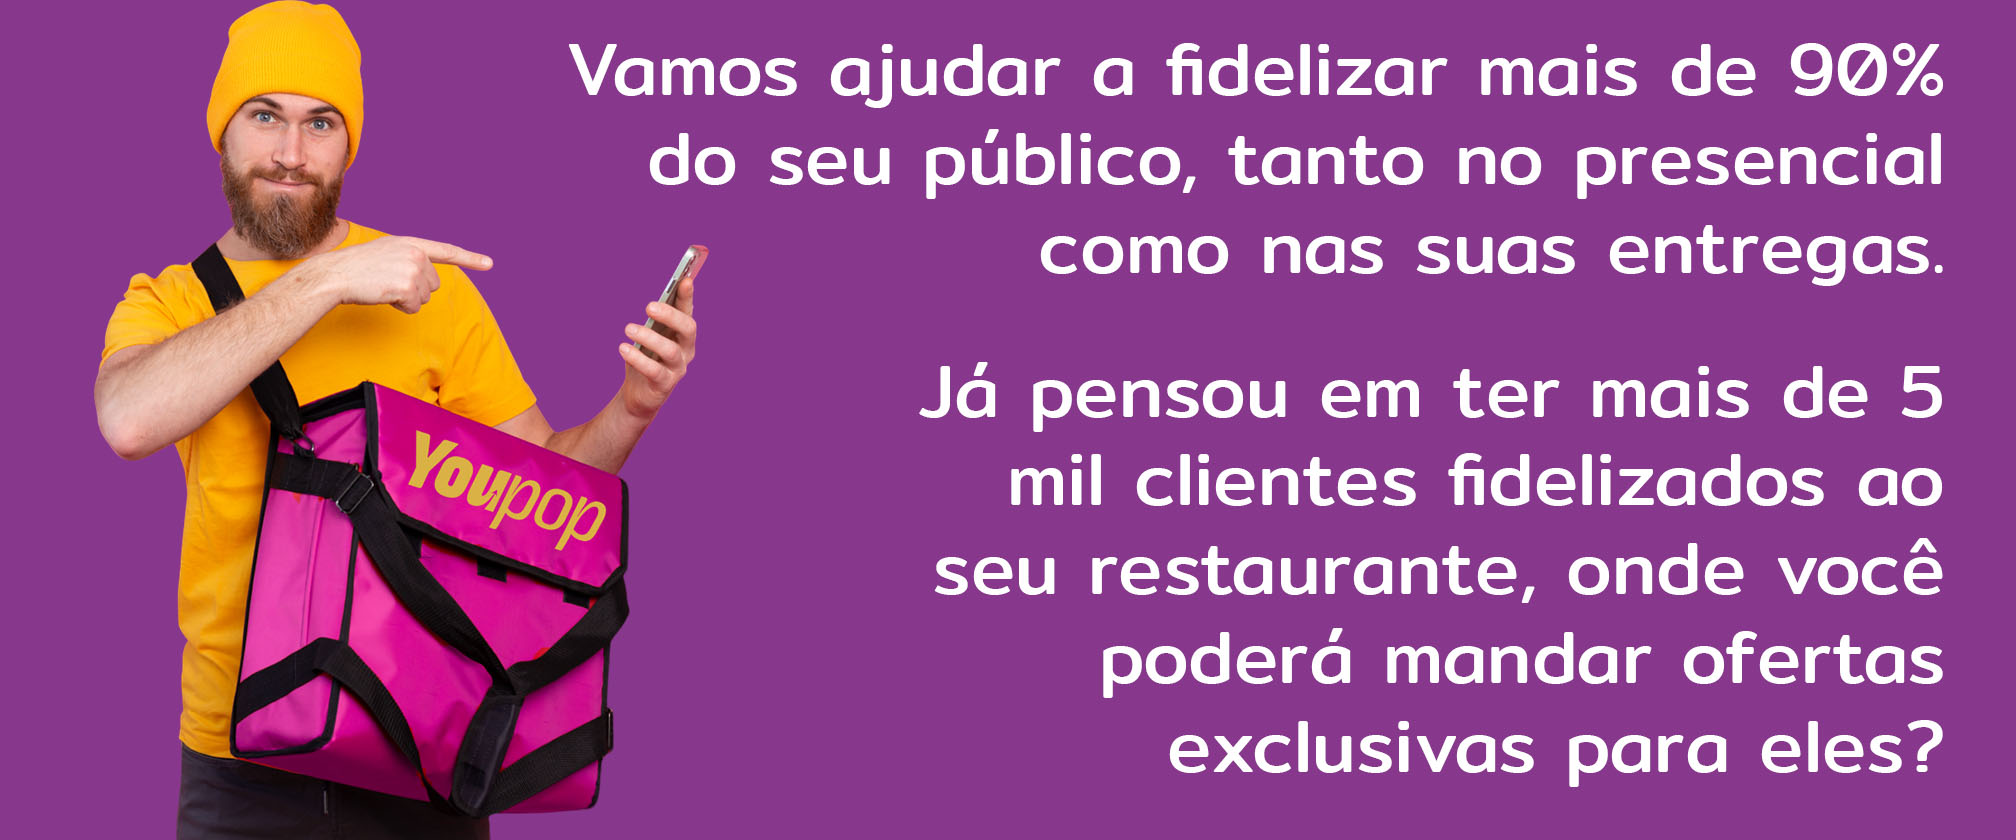 Vamos ajudar a fidelizar mais de 90%
do seu público, tanto no presencial
como nas suas entregas.
Já pensou em ter mais de 5
mil clientes fidelizados ao
seu restaurante, onde você
poderá mandar ofertas
exclusivas para eles?
Youpop